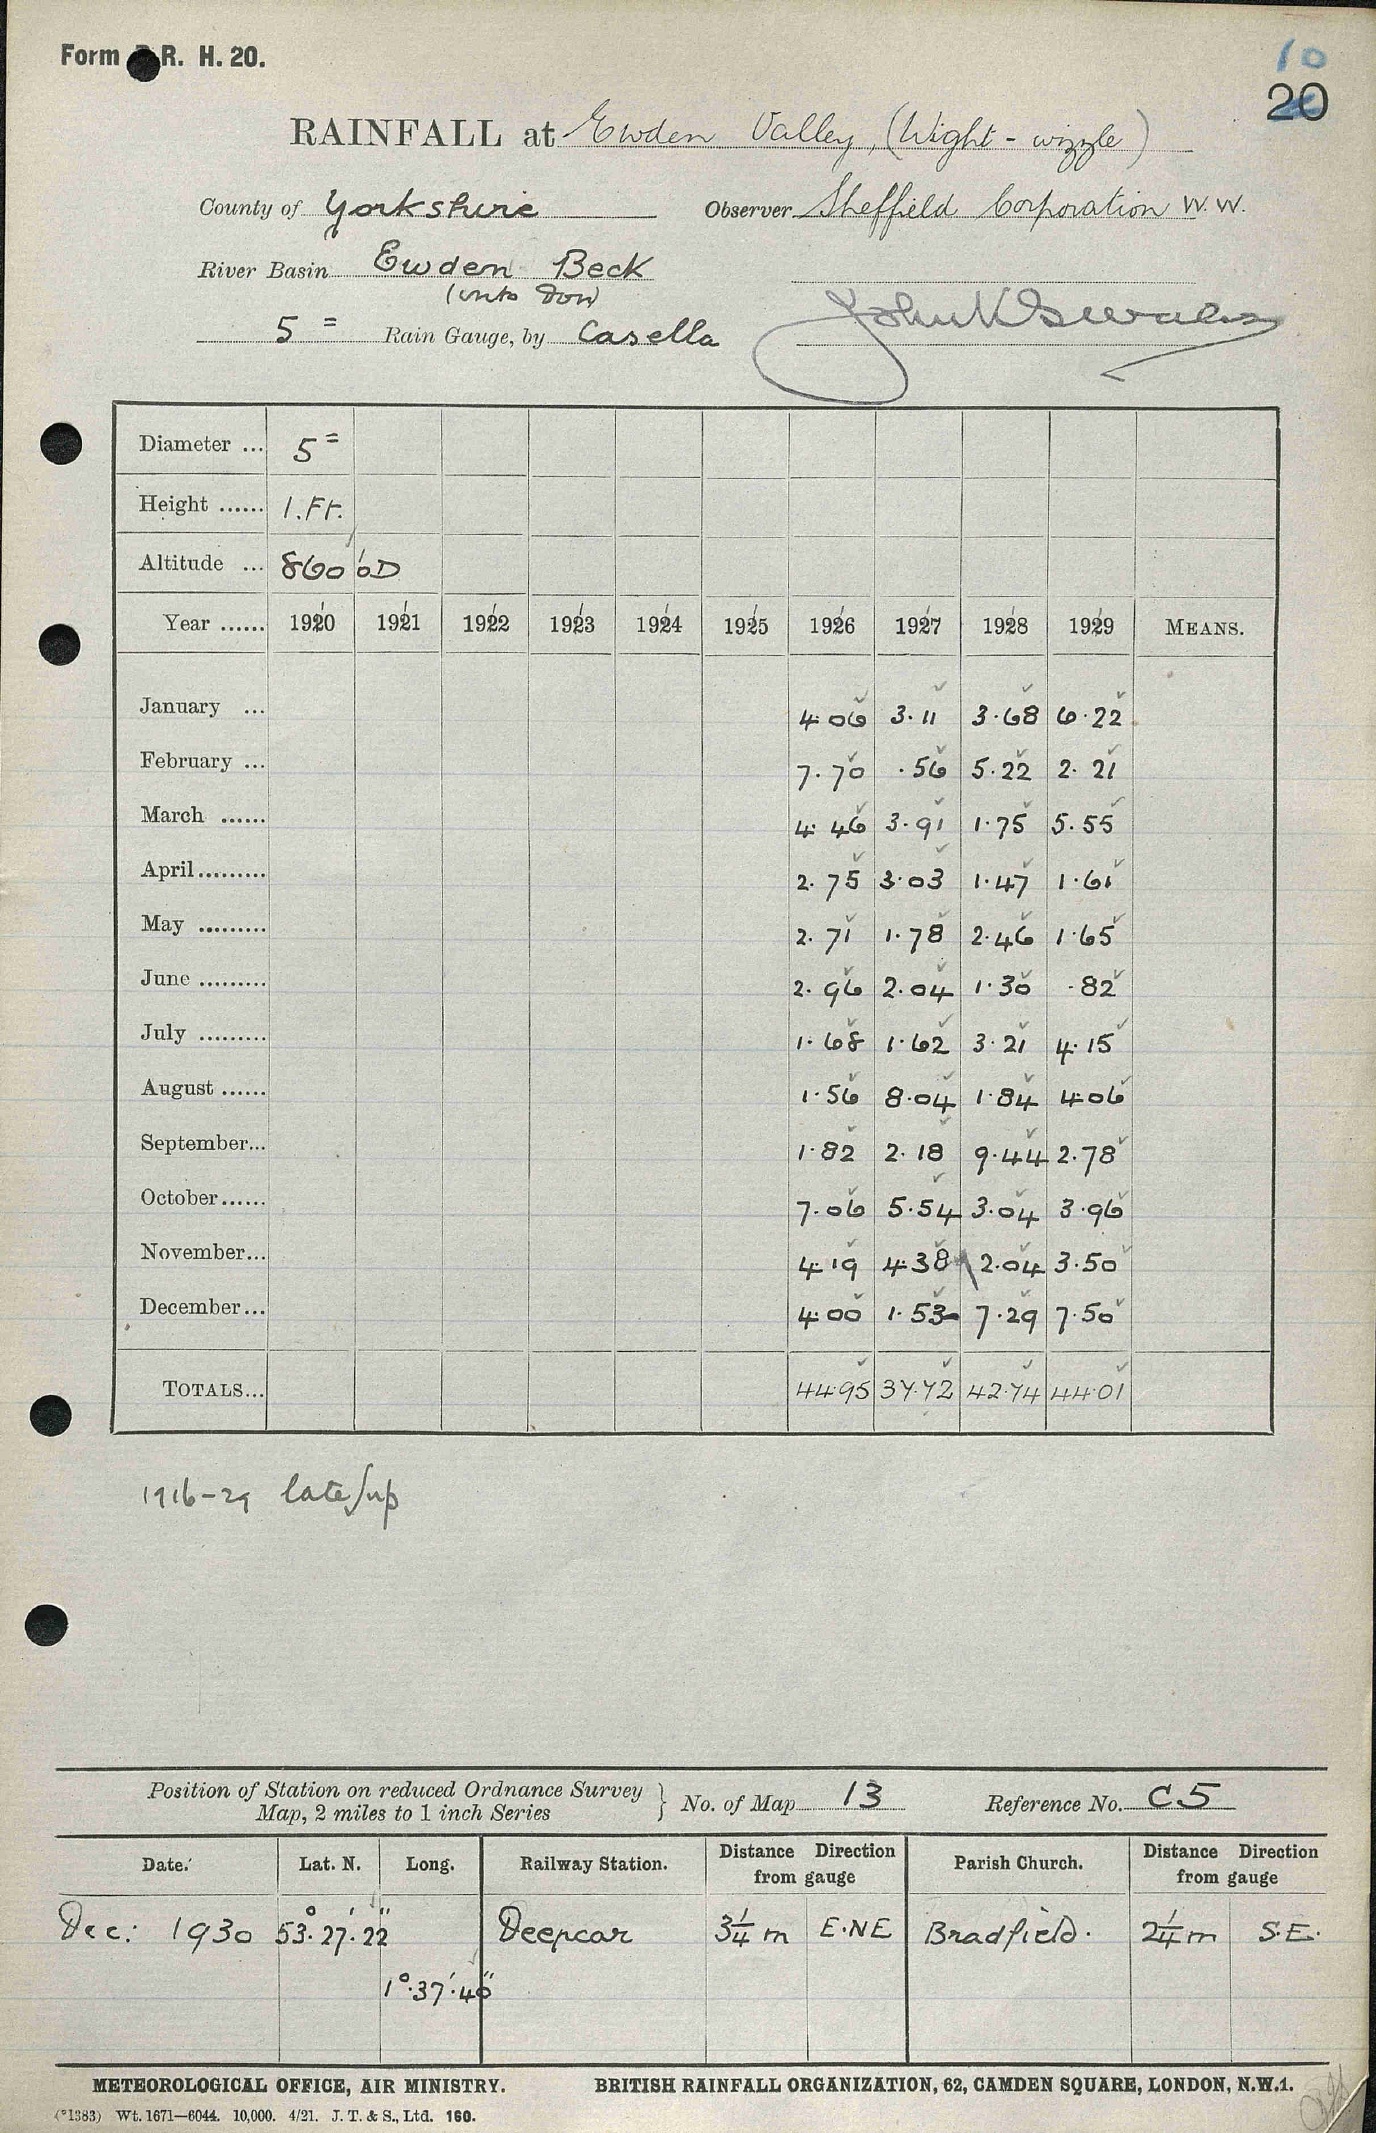 Form B.R. H. 20.
10
20
RAINFALL at Ewden Valley, (Wight-wizzle)
County of Yorkshire Observer Sheffield Corporation W.W.
River Basin Ewden Beck
(into Don)
5" Rain Gauge, by Casella John K Swales
Diameter ... 5"
Height ...... 1.Ft.
Altitude ... 860' OD
Year ...... 1920 1921 1922 1923 1924 1925 1926 1927 1928 1929 MEANS.
January ... 4.06 3.11 3.68 6.22
February ... 7.70 .56 5.22 2.21
March ...... 4.46 3.91 1.75 5.55
April ......... 2.75 3.03 1.47 1.61
May ......... 2.71 1.78 2.46 1.65
June ......... 2.96 2.04 1.30 .82
July ......... 1.68 1.62 3.21 4.15
August ...... 1.56 8.04 1.84 4.06
September... 1.82 2.18 9.44 2.78
October...... 7.06 5.54 3.04 3.96
November... 4.19 4.38 2.04 3.50
December... 4.00 1.53 7.29 7.50
TOTALS... 44.95 37.72 42.74 44.01
1916-29 late/up
Position of Station on reduced Ordnance Survey
Map, 2 miles to 1 inch Series } No. of Map 13 Reference No. C5
Date. Lat. N. Long. Railway Station. Distance Direction from gauge Parish Church. Distance Direction from gauge
Dec: 1930 53°.27'.22" Deepcar 3¼ m E.NE Bradfield. 2¼ m S.E.
1°.37'.40"
METEOROLOGICAL OFFICE, AIR MINISTRY. BRITISH RAINFALL ORGANIZATION, 62, CAMDEN SQUARE, LONDON, N.W.1.
(*1383) Wt. 1671—6044. 10,000. 4/21. J. T. & S., Ltd. 160.